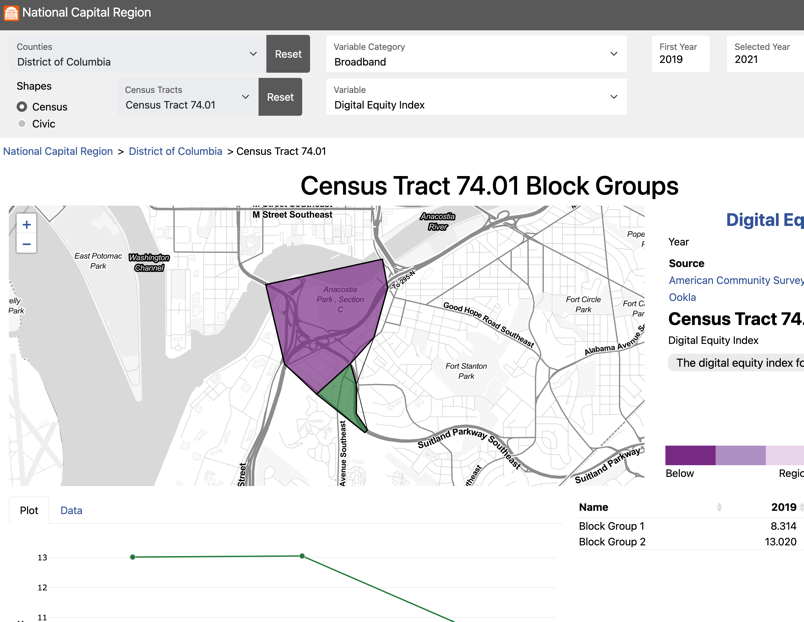 National Capital Region
Counties
District of Columbia
Reset
Variable Category
Broadband
First Year
2019
Selected Year
2021
Shapes
Census
Civic
Census Tracts
Census Tract 74.01
Reset
Variable
Digital Equity Index
National Capital Region > District of Columbia > Census Tract 74.01
Census Tract 74.01 Block Groups
+
−
M Street Southeast
Anacostia
River
East Potomac
Park
Washington
Channel
To 295-N
Anacostia
Park, Section
C
Good Hope Road Southeast
Fort Circle
Park
Alabama Avenue S
Fort Stanton
Park
Suitland Parkway Southeast
Suitland Parkway
Street
Avenue Southeast
Digital Eq
Year
Source
American Community Survey
Ookla
Census Tract 74.
Digital Equity Index
The digital equity index fo
Below
Regio
Plot
Data
Name 2019
Block Group 1 8.314
Block Group 2 13.020
13
12
11